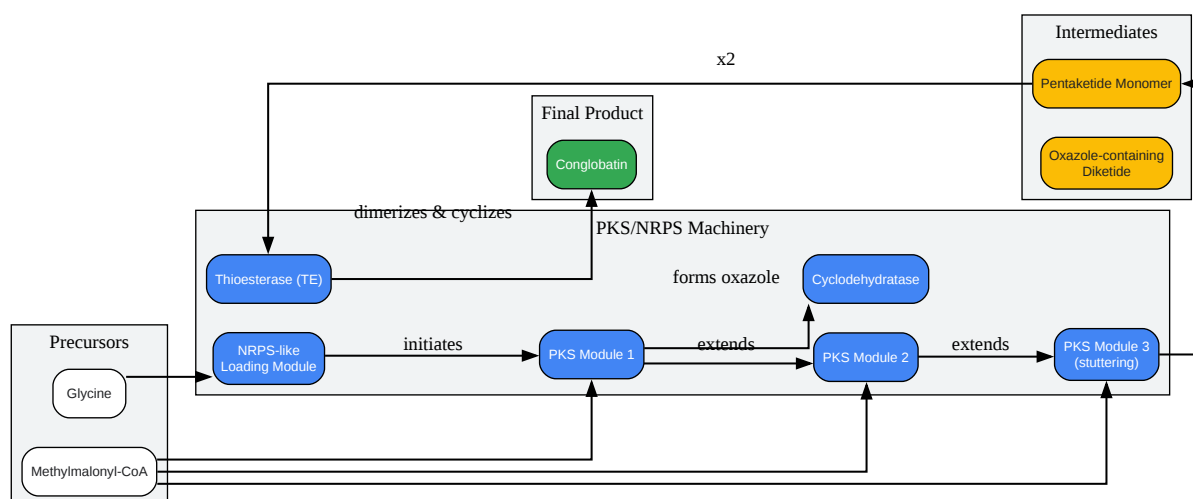 Intermediates
x2
Pentaketide Monomer
Final Product
Oxazole-containing
Diketide
Conglobatin
dimerizes & cyclizes
PKS/NRPS Machinery
Thioesterase (TE)
forms oxazole
Cyclodehydratase
Precursors
NRPS-like
Loading Module
initiates
PKS Module 1
extends
PKS Module 2
extends
PKS Module 3
(stuttering)
Glycine
Methylmalonyl-CoA